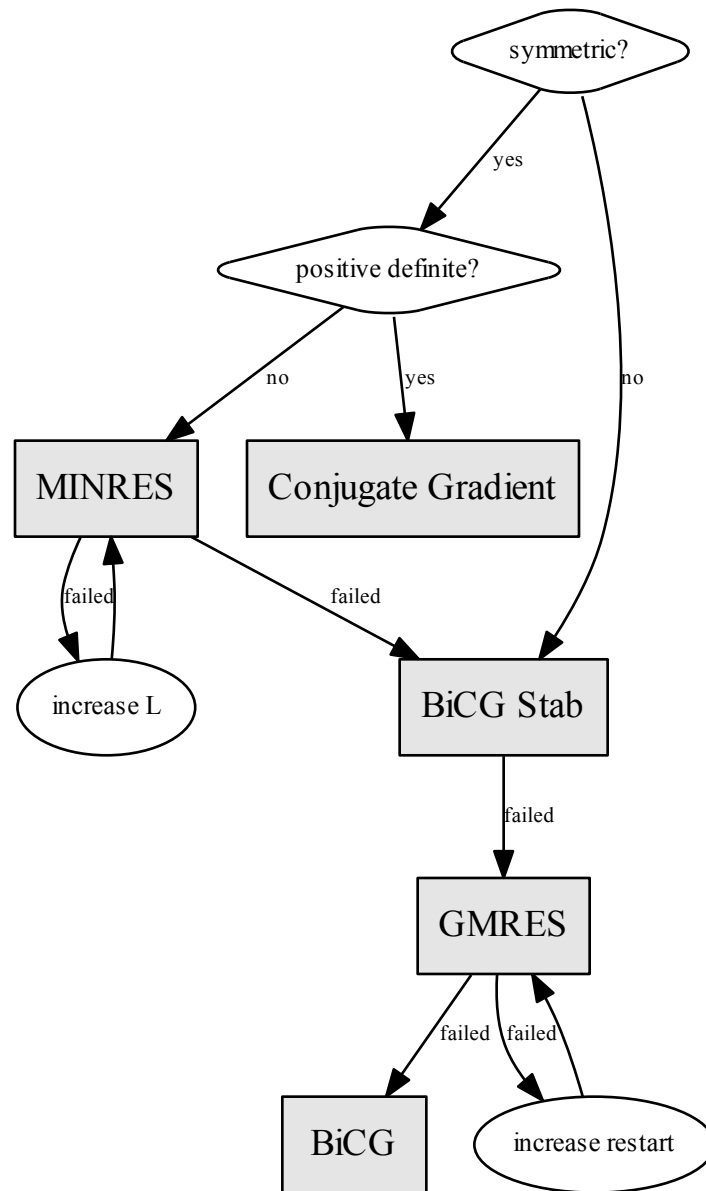 symmetric?
yes
positive definite?
no
yes
no
MINRES
Conjugate Gradient
failed
failed
increase L
BiCG Stab
failed
GMRES
failed
failed
BiCG
increase restart